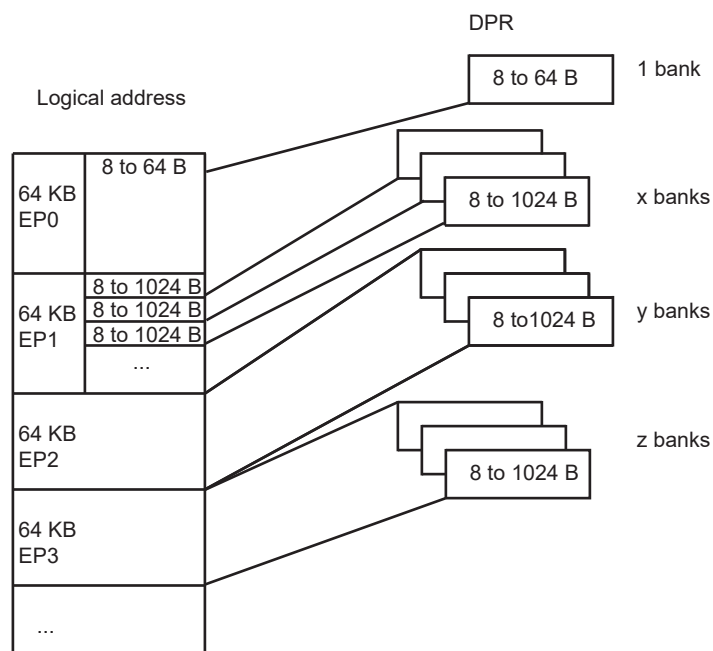 DPR
8 to 64 B
1 bank
Logical address
8 to 64 B
64 KB
EP0
8 to 1024 B
x banks
8 to 1024 B
8 to 1024 B
8 to 1024 B
...
64 KB
EP1
8 to1024 B
y banks
64 KB
EP2
8 to 1024 B
z banks
64 KB
EP3
...